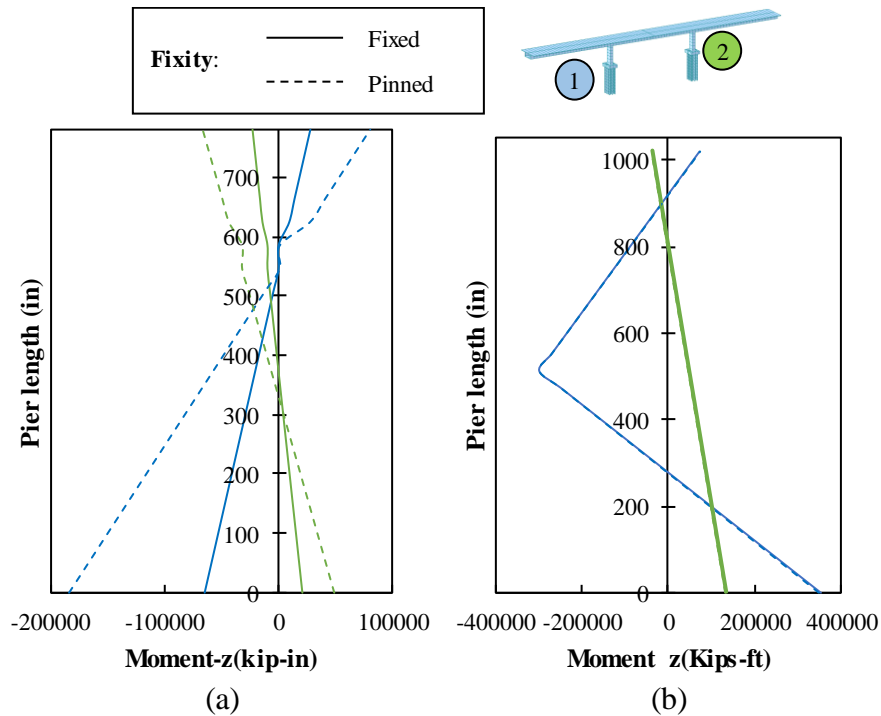 Fixity:
Fixed
Pinned
1
2
Pier length (in)
700
600
500
400
300
200
100
0
-200000 -100000 0 100000
Moment-z(kip-in)
(a)
Pier length (in)
1000
800
600
400
200
0
-400000 -200000 0 200000 400000
Moment z(Kips-ft)
(b)